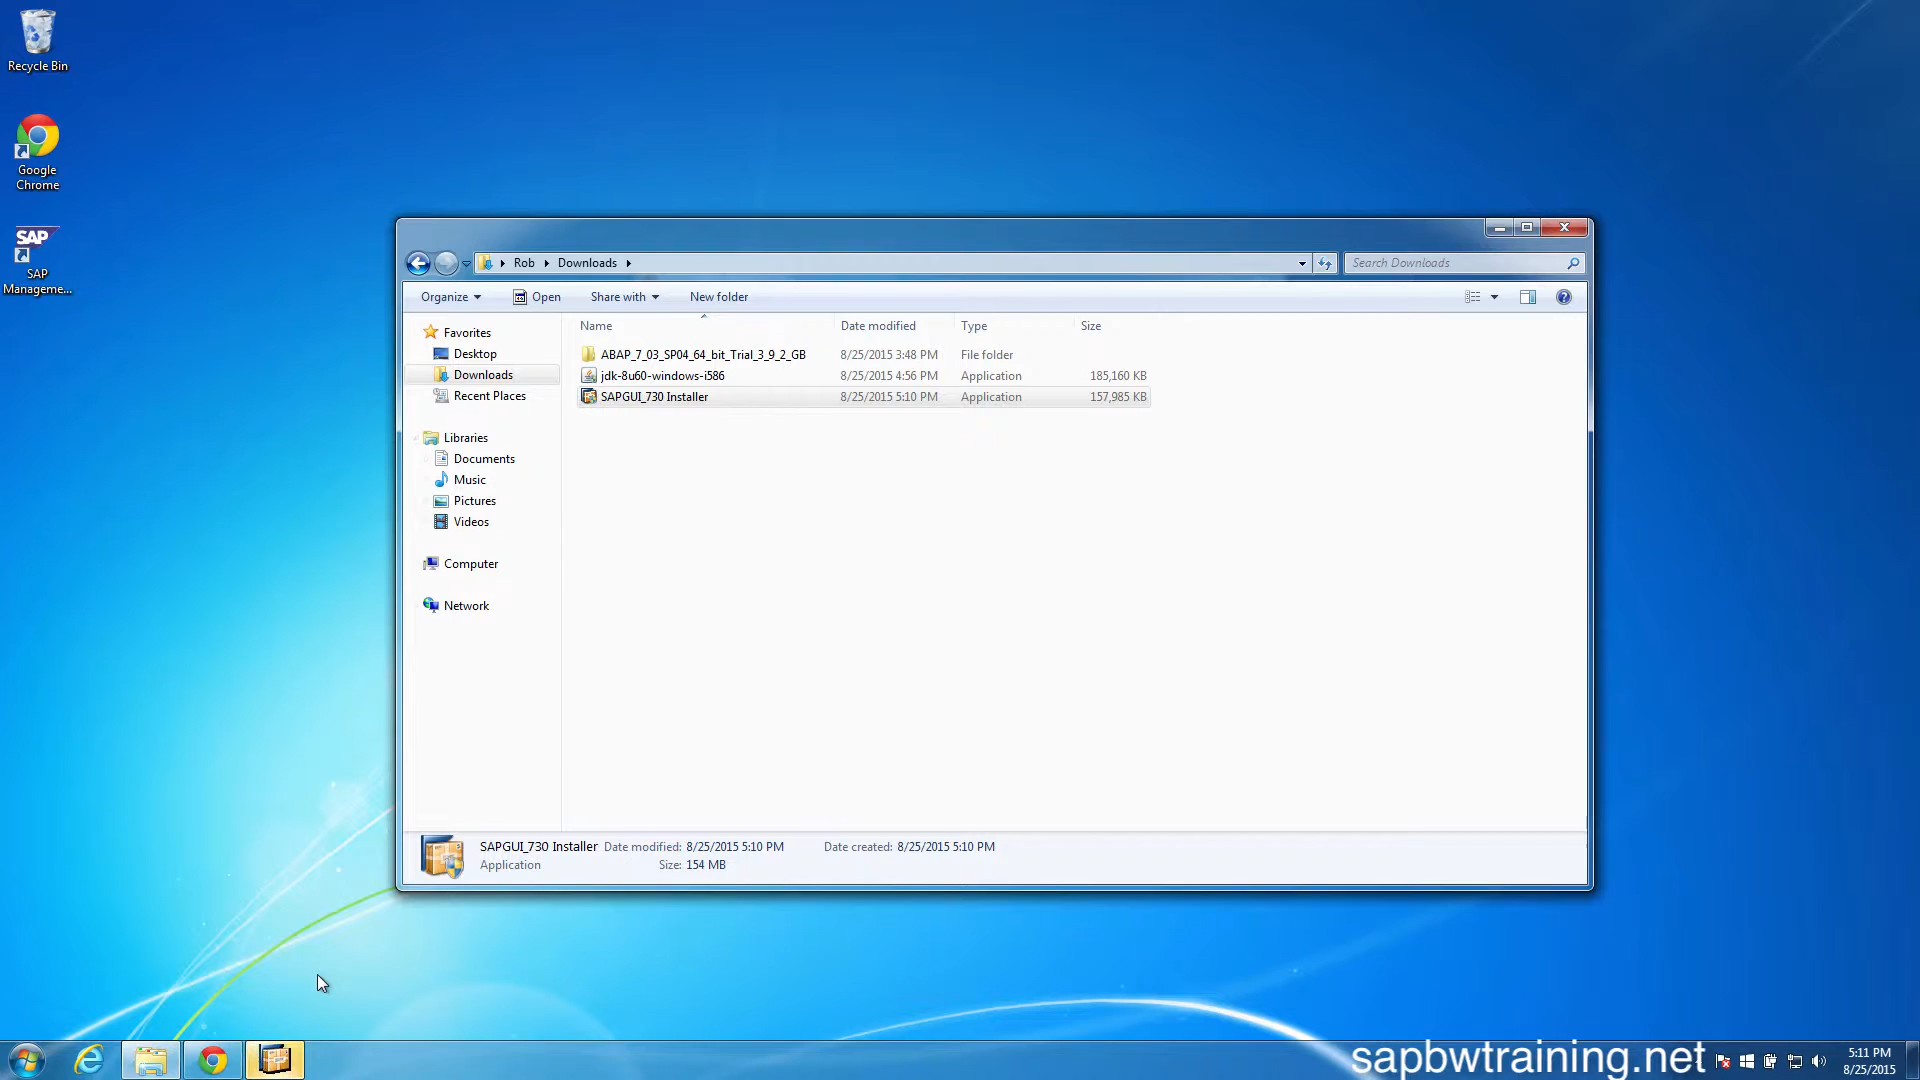 Recycle Bin
Google
Chrome
SAP
SAP
Manageme...
Rob
Downloads
Search Downloads
Organize
Open
Share with
New folder
Name
Date modified
Type
Size
Favorites
Desktop
Downloads
Recent Places
Libraries
Documents
Music
Pictures
Videos
Computer
Network
ABAP_7_03_SP04_64_bit_Trial_3_9_2_GB 8/25/2015 3:48 PM File folder
jdk-8u60-windows-i586 8/25/2015 4:56 PM Application 185,160 KB
SAPGUI_730 Installer 8/25/2015 5:10 PM Application 157,985 KB
SAPGUI_730 Installer Date modified: 8/25/2015 5:10 PM Date created: 8/25/2015 5:10 PM
Application Size: 154 MB
sapbwtraining.net
5:11 PM
8/25/2015